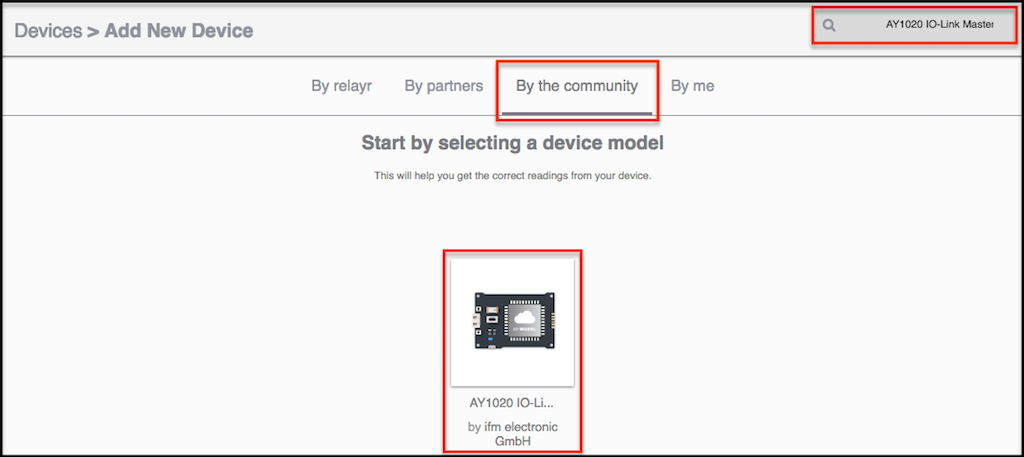 Devices > Add New Device
AY1020 IO-Link Master
By relayr
By partners
By the community
By me
Start by selecting a device model
This will help you get the correct readings from your device.
AY1020 IO-Li...
by ifm electronic
GmbH